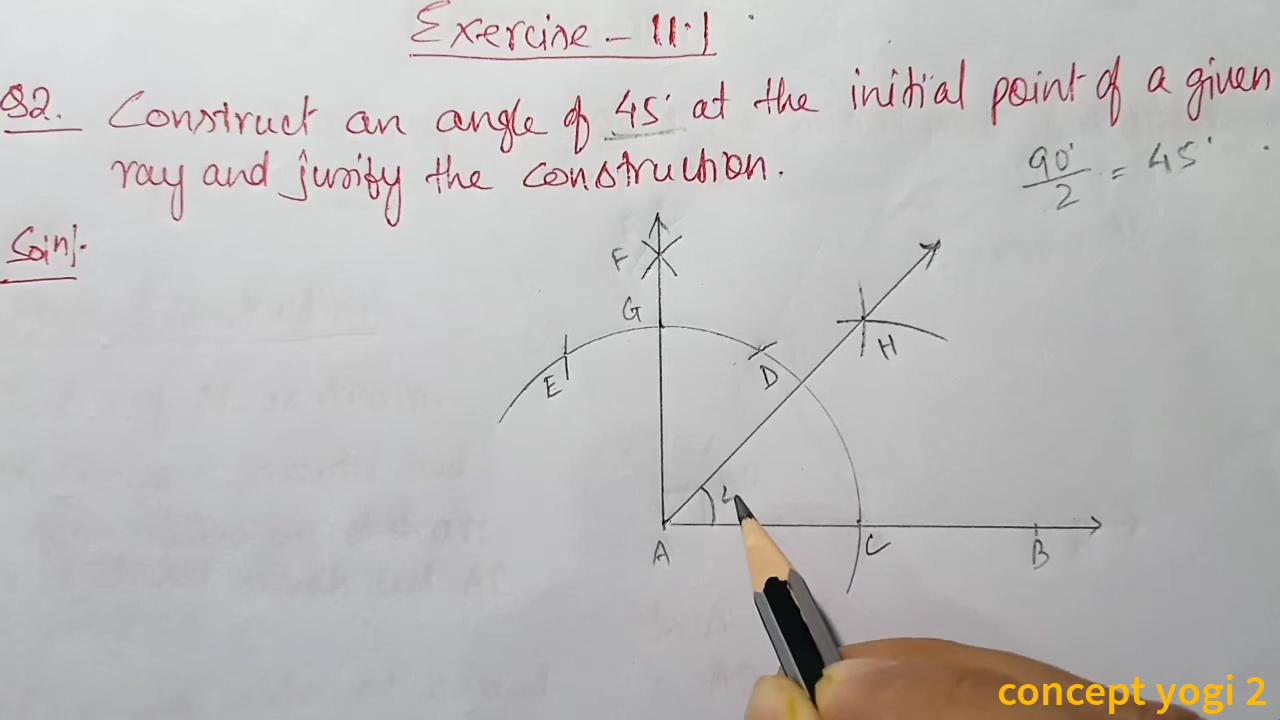 Exercise - 11.1
Q2. Construct an angle of 45° at the initial point of a given
ray and justify the construction.
90°/2 = 45°
Soln:-
F
G
E
D
H
4
A
C
B
concept yogi 2